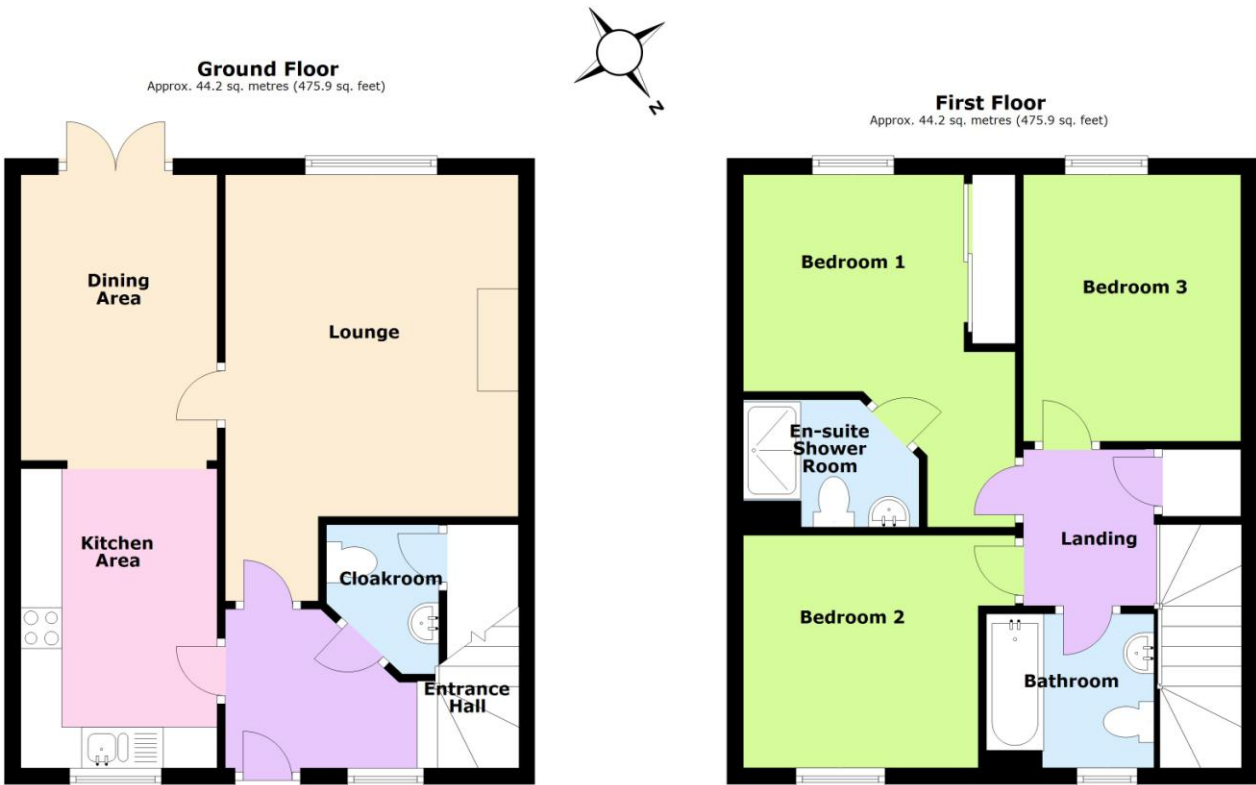 Ground Floor
Approx. 44.2 sq. metres (475.9 sq. feet)
N
First Floor
Approx. 44.2 sq. metres (475.9 sq. feet)
Dining
Area
Lounge
Kitchen
Area
Cloakroom
Entrance
Hall
Bedroom 1
Bedroom 3
En-suite
Shower
Room
Landing
Bedroom 2
Bathroom